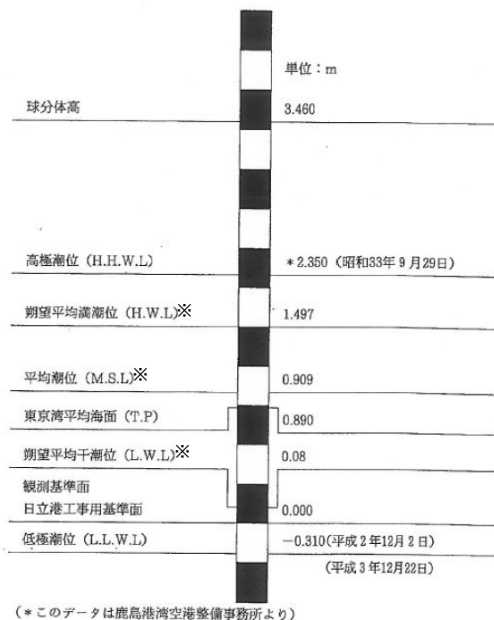 単位：m
球分体高 3.460
高極潮位（H.H.W.L） ＊2.350（昭和33年9月29日）
朔望平均満潮位（H.W.L）※ 1.497
平均潮位（M.S.L）※ 0.909
東京湾平均海面（T.P） 0.890
朔望平均干潮位（L.W.L）※ 0.08
観測基準面
日立港工事用基準面 0.000
低極潮位（L.L.W.L） －0.310（平成2年12月2日）
（平成3年12月22日）
（＊このデータは鹿島港湾空港整備事務所より）